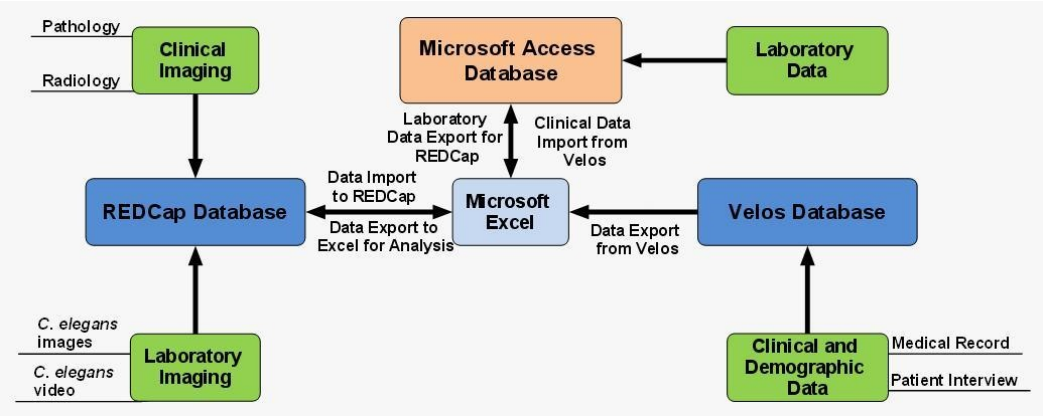 Pathology
Radiology
Clinical
Imaging
Microsoft Access
Database
Laboratory
Data
Laboratory
Data Export for
REDCap
Clinical Data
Import from
Velos
REDCap Database
Data Import
to REDCap
Data Export to
Excel for Analysis
Microsoft
Excel
Data Export
from Velos
Velos Database
C. elegans
images
C. elegans
video
Laboratory
Imaging
Clinical and
Demographic
Data
Medical Record
Patient Interview